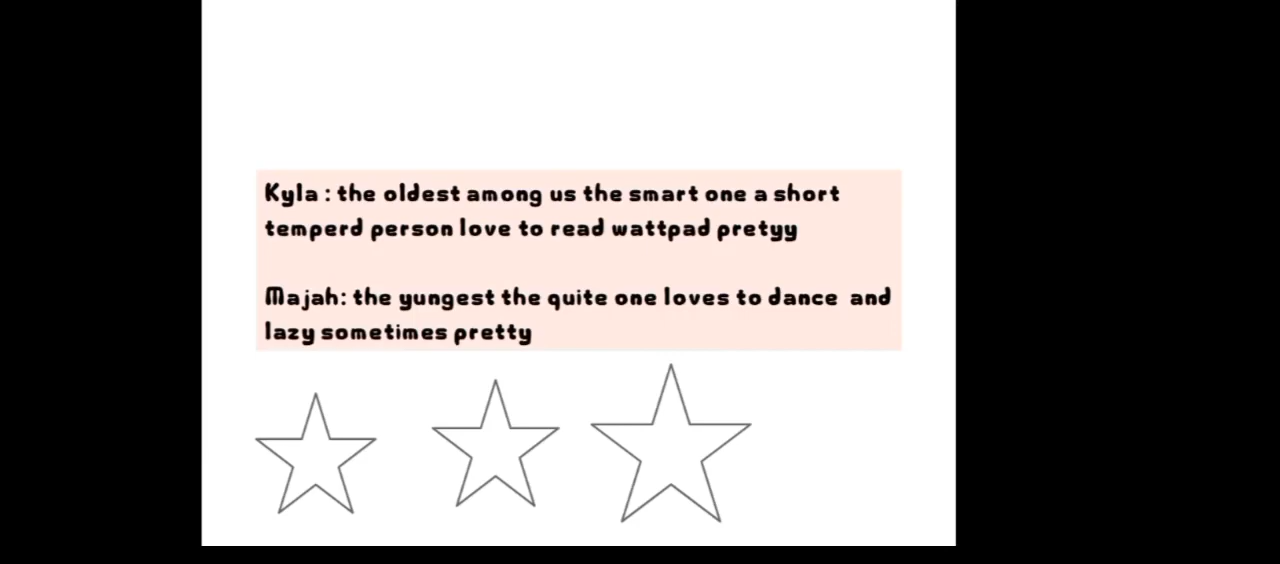 Kyla : the oldest among us the smart one a short
temperd person love to read wattpad pretyy
Majah: the yungest the quite one loves to dance and
lazy sometimes pretty